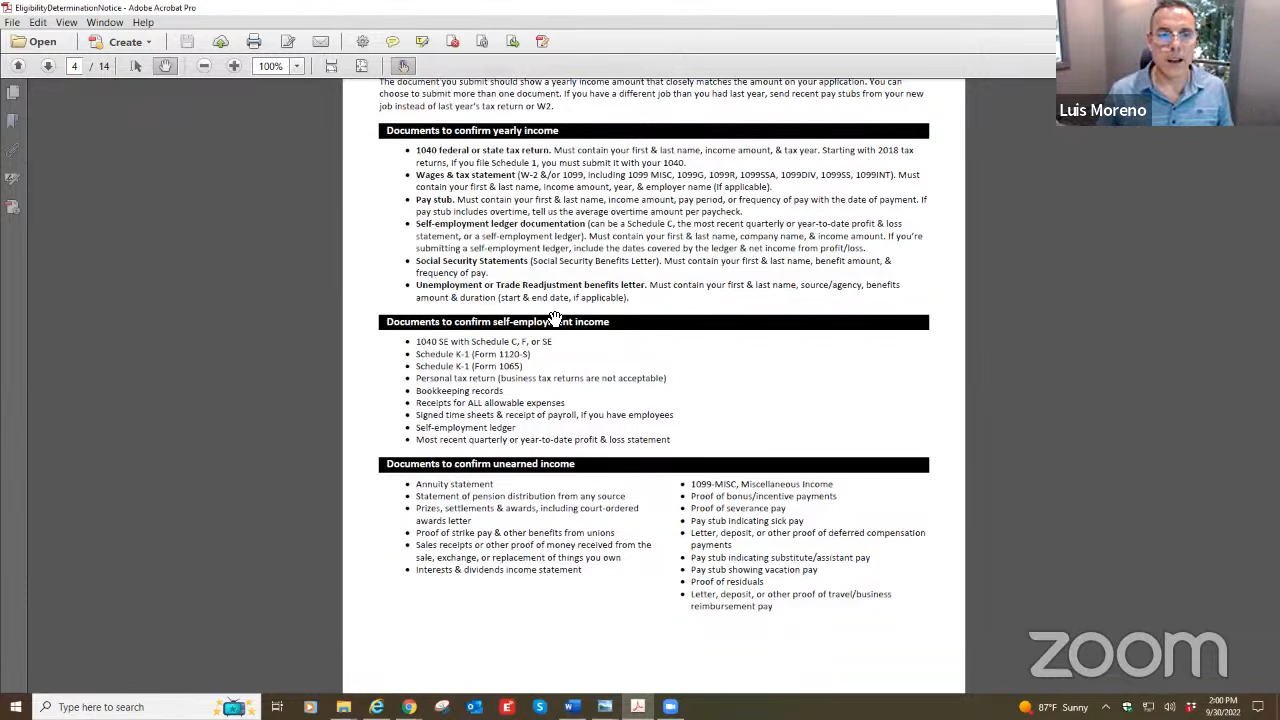 EligibilityDeterminationNotice - Adobe Acrobat Pro
File Edit View Window Help
Open Create
4 / 14 100%
The document you submit should show a yearly income amount that closely matches the amount on your application. You can
choose to submit more than one document. If you have a different job than you had last year, send recent pay stubs from your new
job instead of last year's tax return or W2.
Documents to confirm yearly income
• 1040 federal or state tax return. Must contain your first & last name, income amount, & tax year. Starting with 2018 tax
returns, if you file Schedule 1, you must submit it with your 1040.
• Wages & tax statement (W-2 &/or 1099, including 1099 MISC, 1099G, 1099R, 1099SSA, 1099DIV, 1099SS, 1099INT). Must
contain your first & last name, income amount, year, & employer name (if applicable).
• Pay stub. Must contain your first & last name, income amount, pay period, or frequency of pay with the date of payment. If
pay stub includes overtime, tell us the average overtime amount per paycheck.
• Self-employment ledger documentation (can be a Schedule C, the most recent quarterly or year-to-date profit & loss
statement, or a self-employment ledger). Must contain your first & last name, company name, & income amount. If you're
submitting a self-employment ledger, include the dates covered by the ledger & net income from profit/loss.
• Social Security Statements (Social Security Benefits Letter). Must contain your first & last name, benefit amount, &
frequency of pay.
• Unemployment or Trade Readjustment benefits letter. Must contain your first & last name, source/agency, benefits
amount & duration (start & end date, if applicable).
Documents to confirm self-employment income
• 1040 SE with Schedule C, F, or SE
• Schedule K-1 (Form 1120-S)
• Schedule K-1 (Form 1065)
• Personal tax return (business tax returns are not acceptable)
• Bookkeeping records
• Receipts for ALL allowable expenses
• Signed time sheets & receipt of payroll, if you have employees
• Self-employment ledger
• Most recent quarterly or year-to-date profit & loss statement
Documents to confirm unearned income
• Annuity statement
• Statement of pension distribution from any source
• Prizes, settlements & awards, including court-ordered
awards letter
• Proof of strike pay & other benefits from unions
• Sales receipts or other proof of money received from the
sale, exchange, or replacement of things you own
• Interests & dividends income statement
• 1099-MISC, Miscellaneous Income
• Proof of bonus/incentive payments
• Proof of severance pay
• Pay stub indicating sick pay
• Letter, deposit, or other proof of deferred compensation
payments
• Pay stub indicating substitute/assistant pay
• Pay stub showing vacation pay
• Proof of residuals
• Letter, deposit, or other proof of travel/business
reimbursement pay
Luis Moreno
zoom
Type here to search
87°F Sunny
2:00 PM
9/30/2022